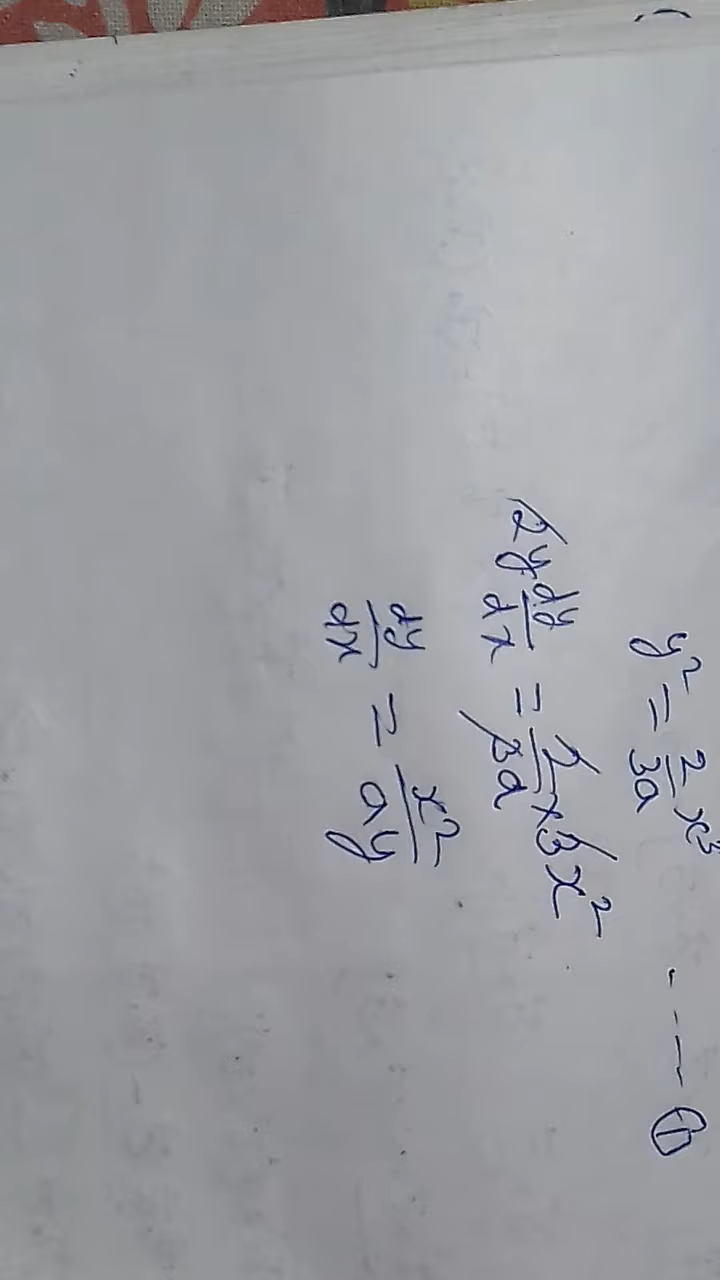 y² = 2/3a x³ ---- ①
2y dy/dx = 2/3a × 3x²
dy/dx = x²/ay